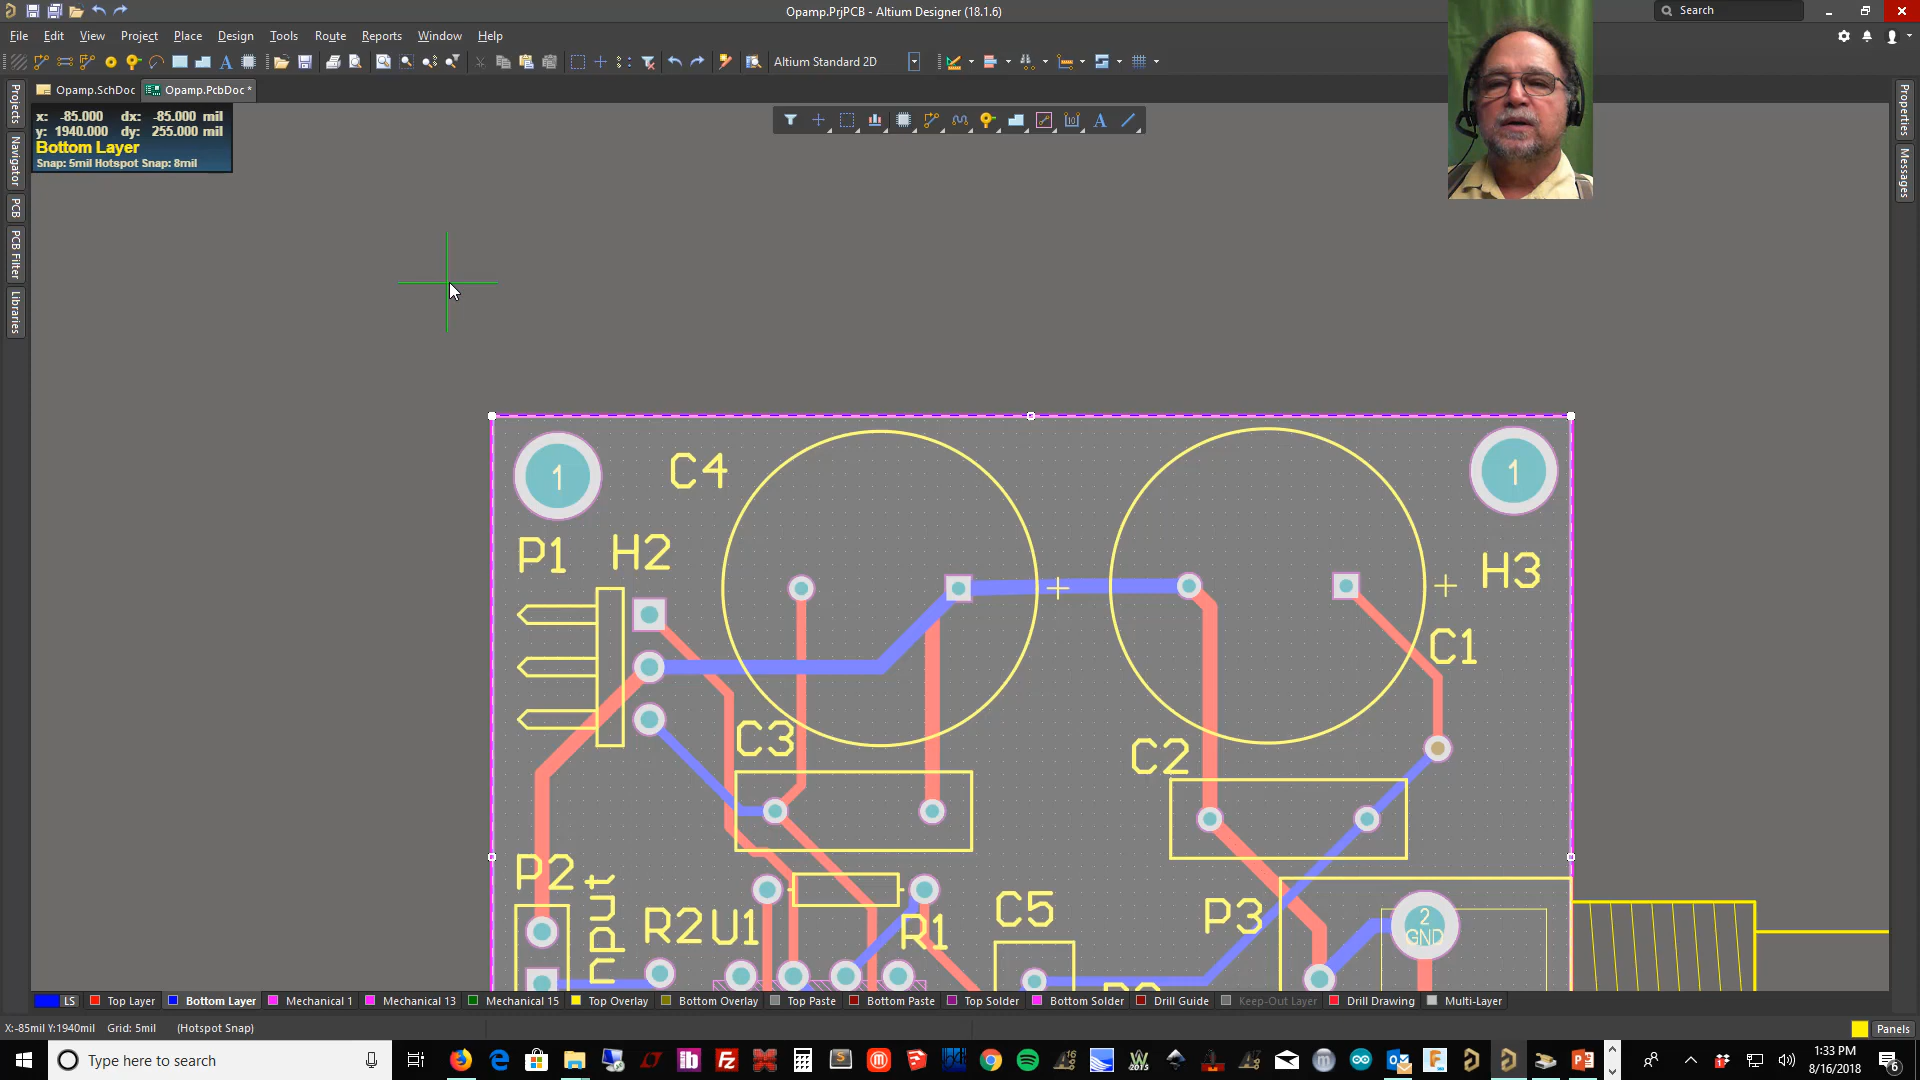 Opamp.PrjPCB - Altium Designer (18.1.6)
Search
File Edit View Project Place Design Tools Route Reports Window Help
Altium Standard 2D
Opamp.SchDoc
Opamp.PcbDoc *
x: -85.000 dx: -85.000 mil
y: 1940.000 dy: 255.000 mil
Bottom Layer
Snap: 5mil Hotspot Snap: 8mil
Projects
Navigator
PCB
PCB Filter
Libraries
Properties
Messages
1
C4
1
P1
H2
H3
C1
C3
C2
P2
nput
R2
U1
R1
C5
P3
2
GND
LS
Top Layer
Bottom Layer
Mechanical 1
Mechanical 13
Mechanical 15
Top Overlay
Bottom Overlay
Top Paste
Bottom Paste
Top Solder
Bottom Solder
Drill Guide
Keep-Out Layer
Drill Drawing
Multi-Layer
X:-85mil Y:1940mil Grid: 5mil (Hotspot Snap)
Panels
Type here to search
1:33 PM
8/16/2018
6